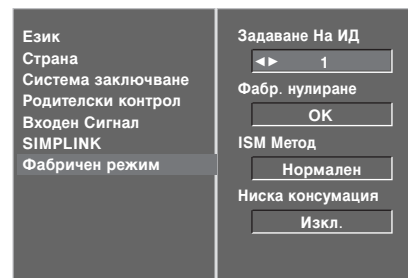 Език
Страна
Система заключване
Родителски контрол
Входен Сигнал
SIMPLINK
Фабричен режим
Задаване На ИД
◄► 1
Фабр. нулиране
OK
ISM Метод
Нормален
Ниска консумация
Изкл.